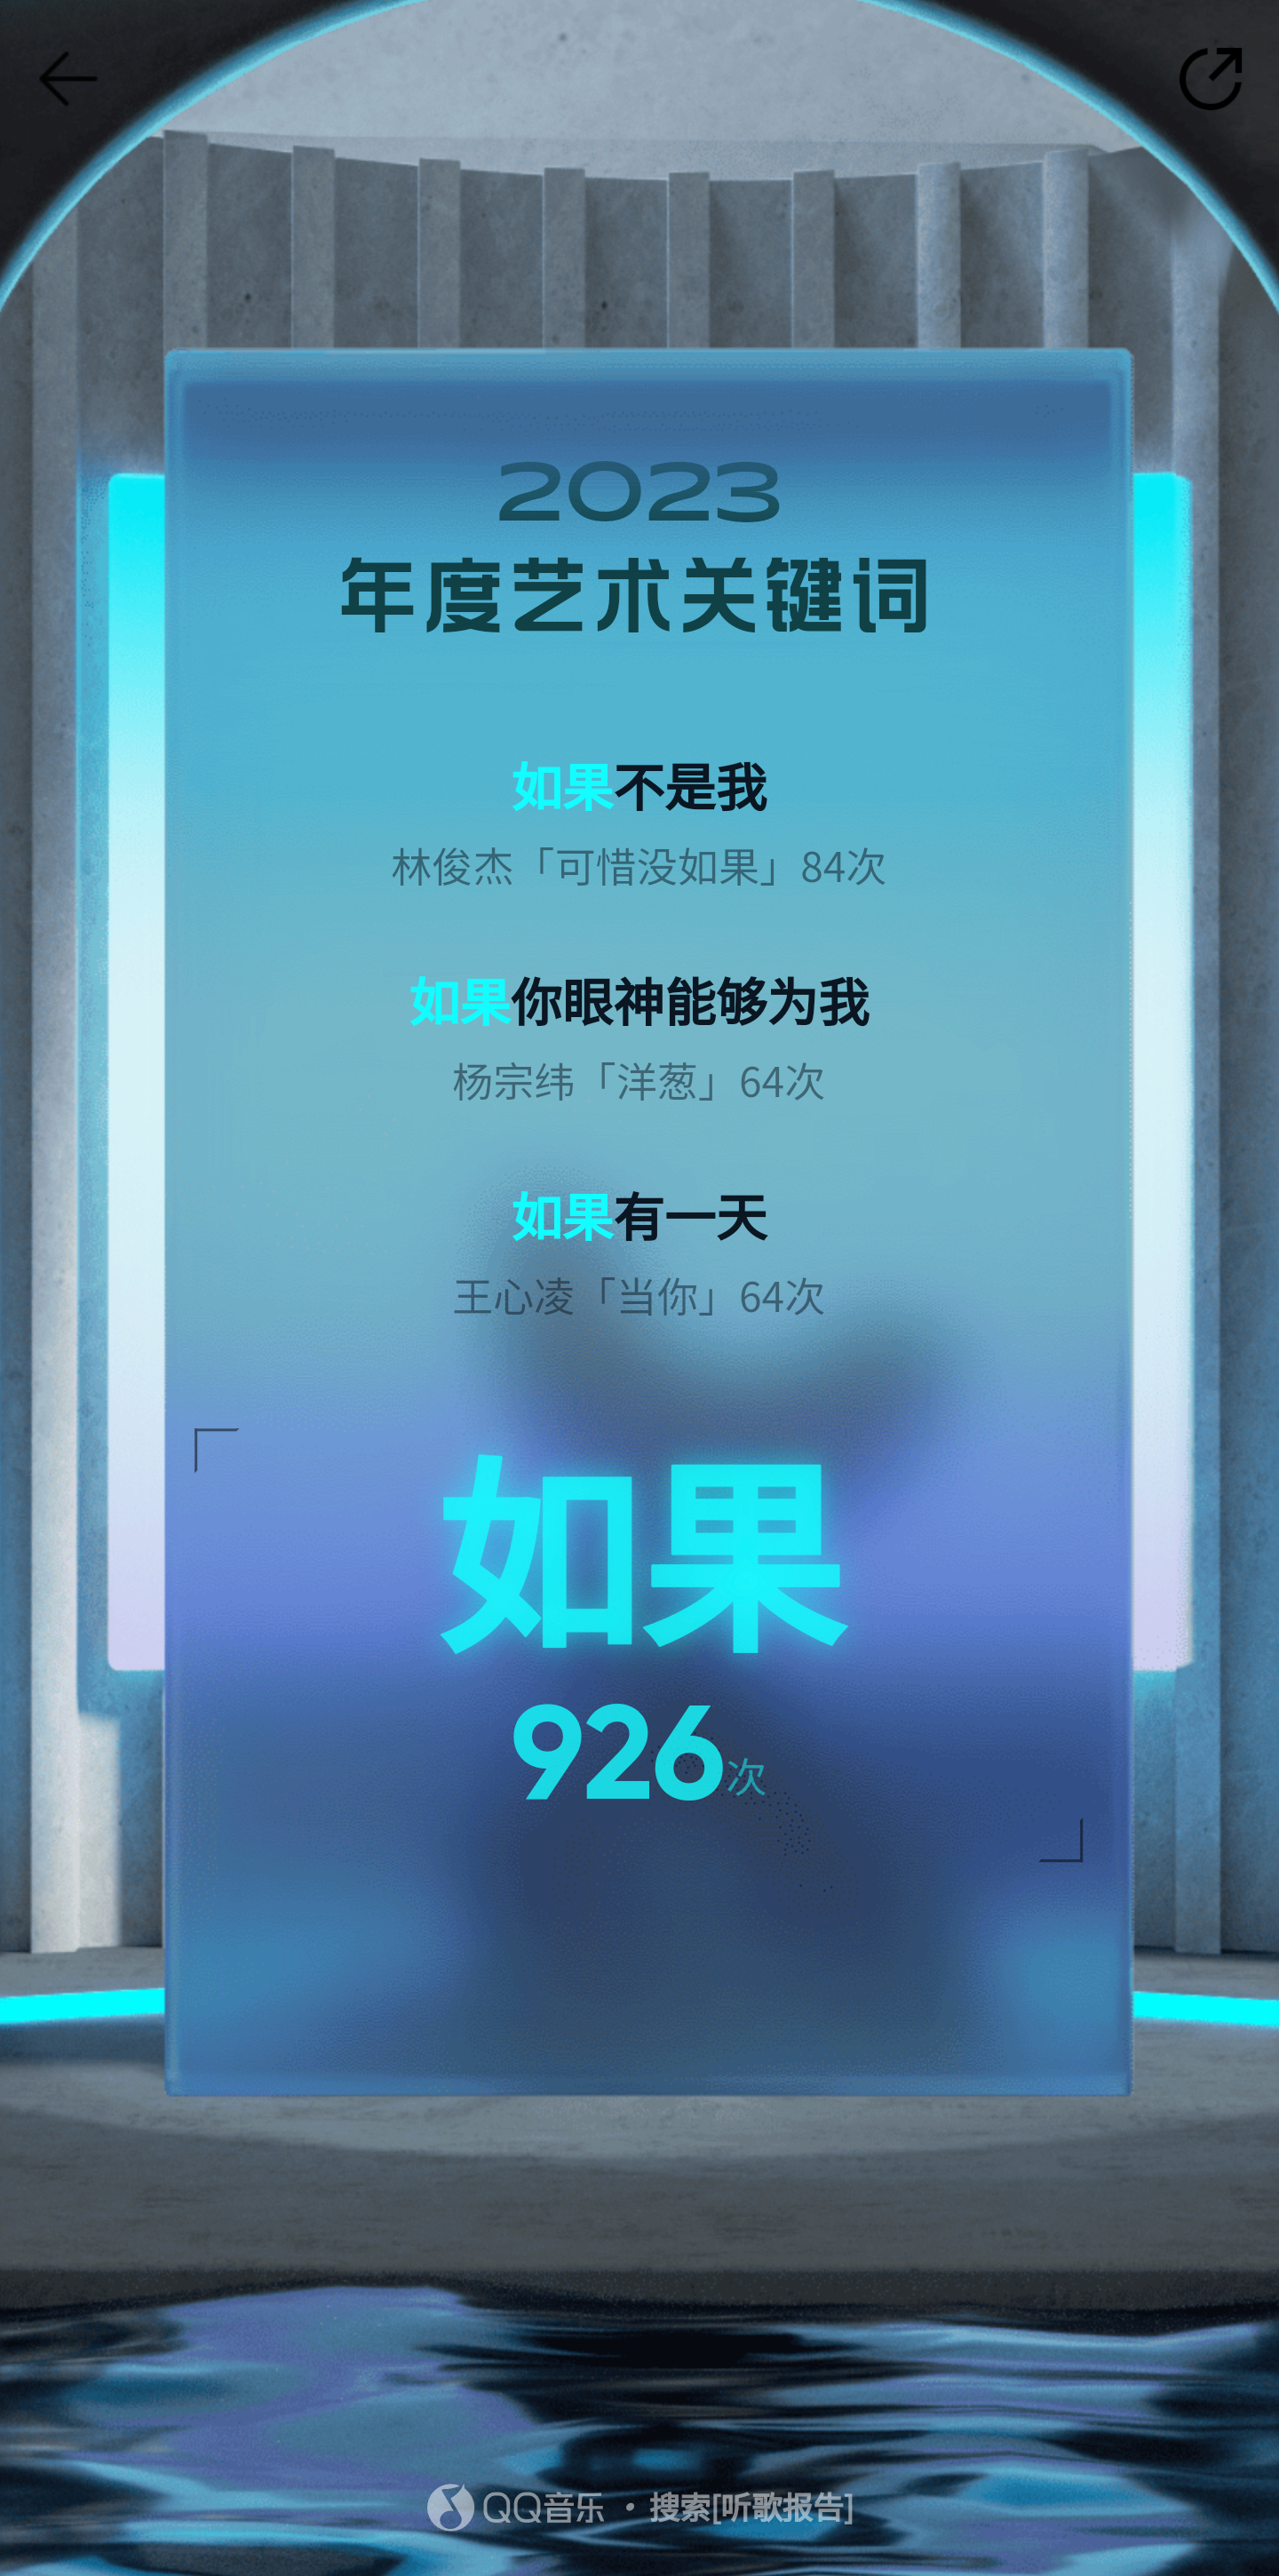 2023
年度艺术关键词
如果不是我
林俊杰「可惜没如果」84次
如果你眼神能够为我
杨宗纬「洋葱」64次
如果有一天
王心凌「当你」64次
如果
926次
QQ音乐 · 搜索[听歌报告]